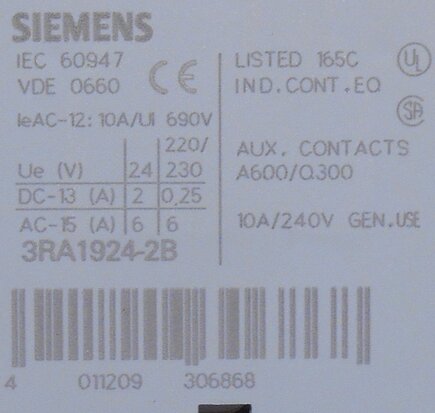 SIEMENS
IEC 60947
VDE 0660 CE
IeAC-12: 10A/UI 690V
220/
Ue (V) 24 230
DC-13 (A) 2 0,25
AC-15 (A) 6 6
3RA1924-2B
LISTED 165C UL
IND.CONT.EQ
SA
AUX. CONTACTS
A600/Q300
10A/240V GEN.USE
4 011209 306868